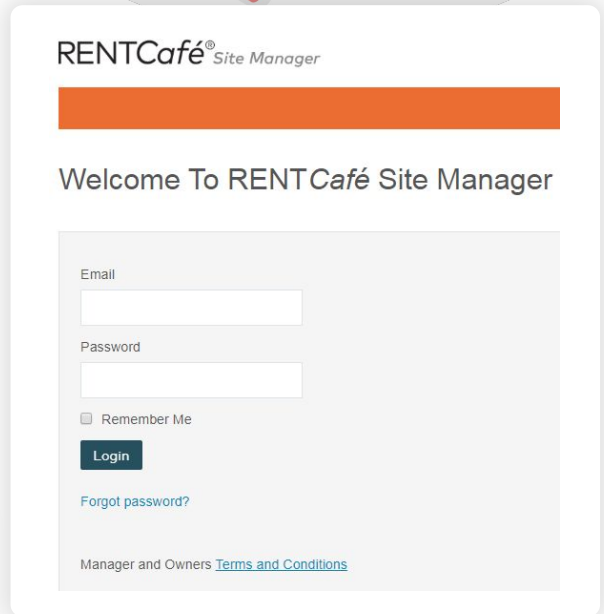 RENTCafé® Site Manager
Welcome To RENTCafé Site Manager
Email
Password
Remember Me
Login
Forgot password?
Manager and Owners Terms and Conditions